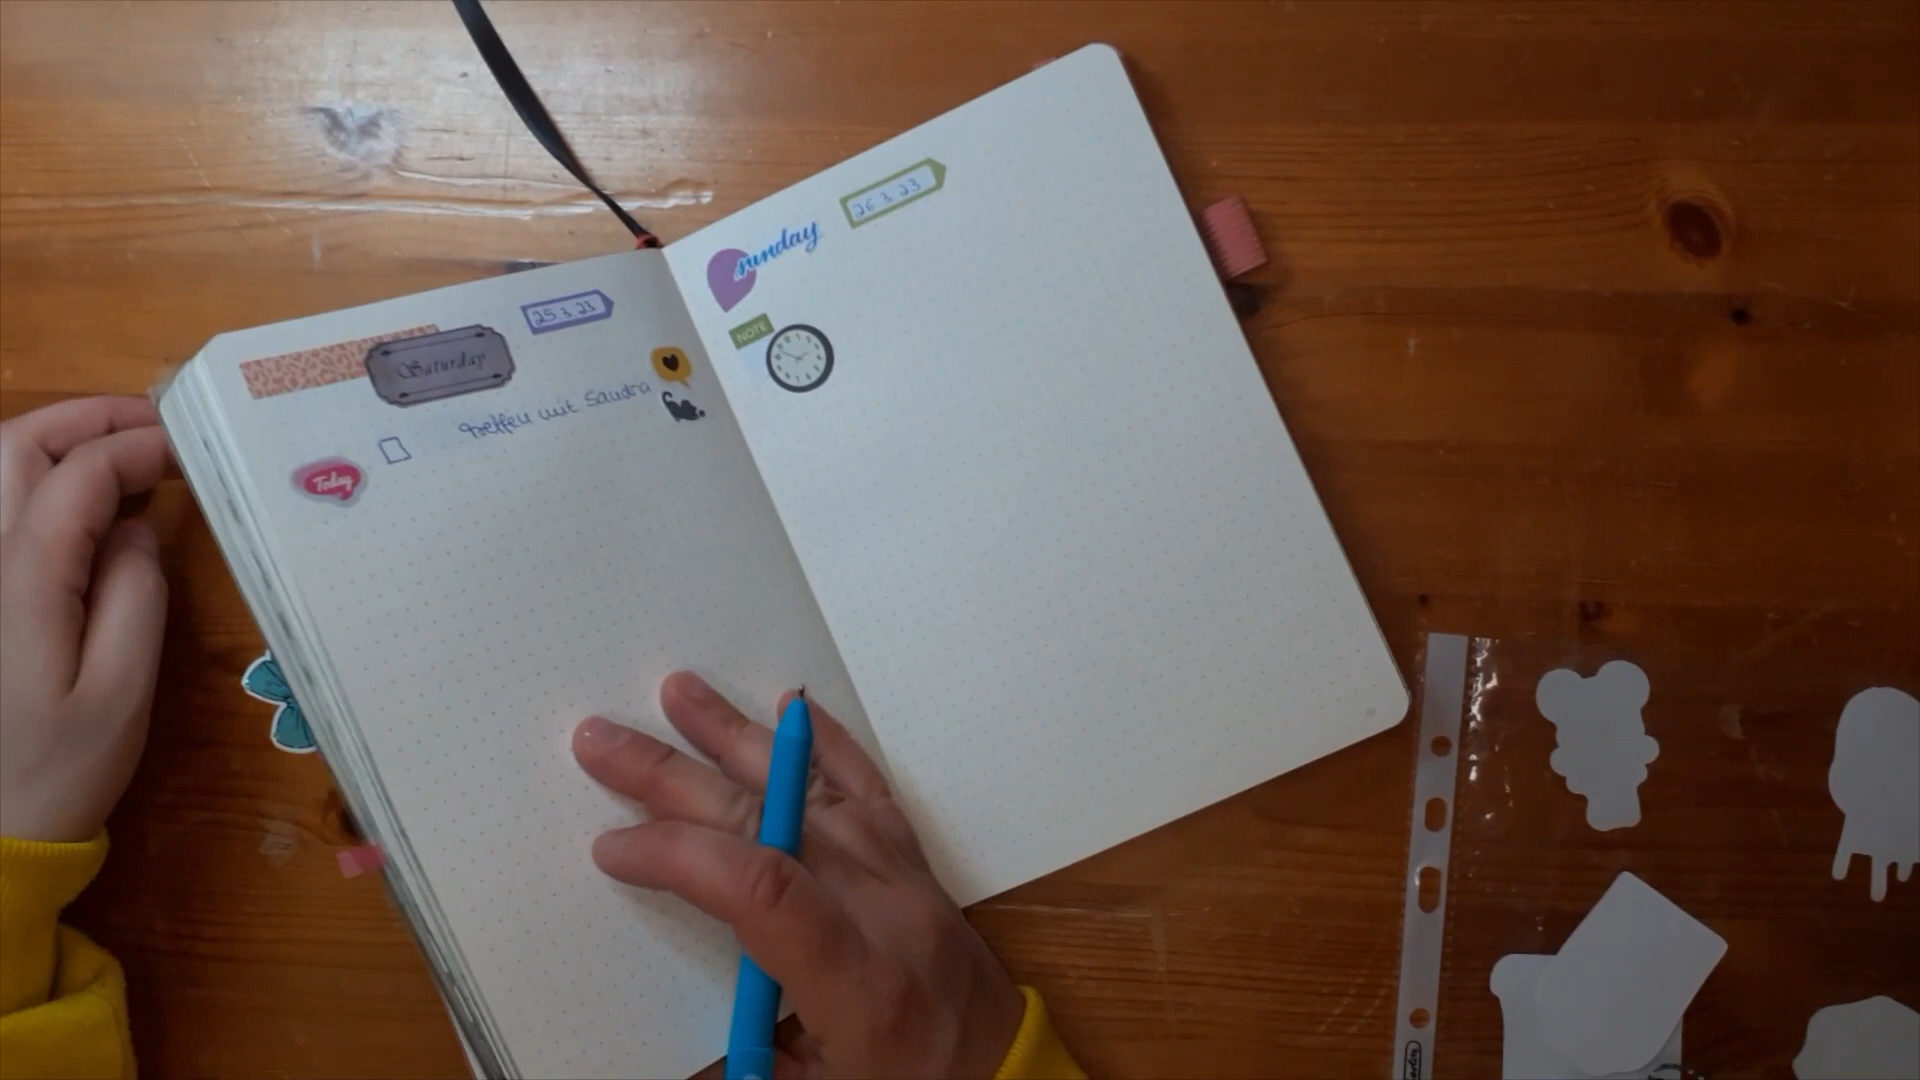 Saturday
25.3.23
Treffen mit Sandra
Today
sunday
26.3.23
NOTE